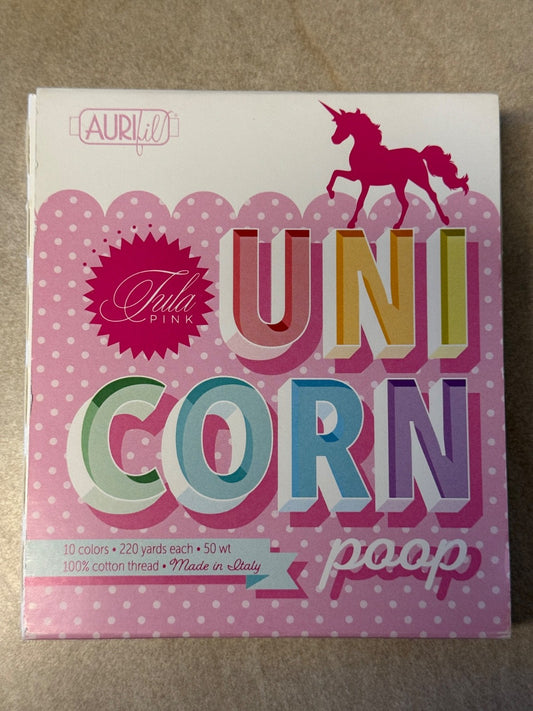 AURIfil
Tula
PINK
UNI
CORN
poop
10 colors • 220 yards each • 50 wt
100% cotton thread • Made in Italy